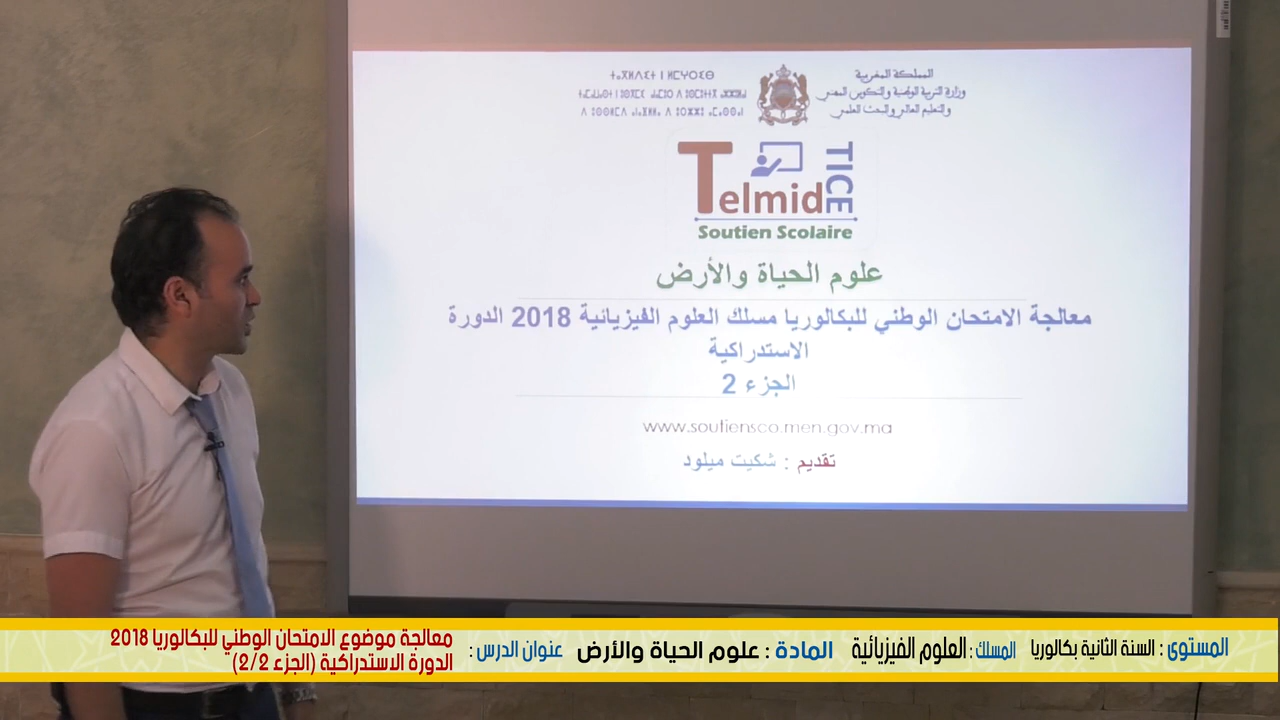 المملكة المغربية
وزارة التربية الوطنية والتكوين المهني
والتعليم العالي والبحث العلمي
ⵜⴰⴳⵍⴷⵉⵜ ⵏ ⵍⵎⵖⵔⵉⴱ
Telmid TICE
Soutien Scolaire
علوم الحياة والأرض
معالجة الامتحان الوطني للبكالوريا مسلك العلوم الفيزيائية 2018 الدورة
الاستدراكية
الجزء 2
www.soutiensco.men.gov.ma
تقديم : شكيت ميلود
المستوى : السنة الثانية بكالوريا المسلك : العلوم الفيزيائية المادة : علوم الحياة والأرض عنوان الدرس :
معالجة موضوع الامتحان الوطني للبكالوريا 2018
الدورة الاستدراكية (الجزء 2/2)